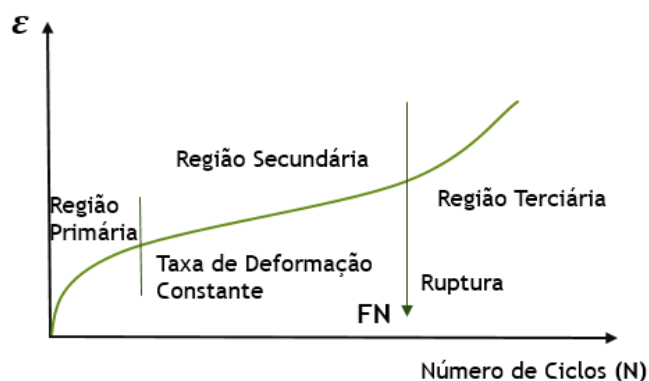 ε
Região Secundária
Região
Primária
Região Terciária
Taxa de Deformação
Constante
Ruptura
FN
Número de Ciclos (N)